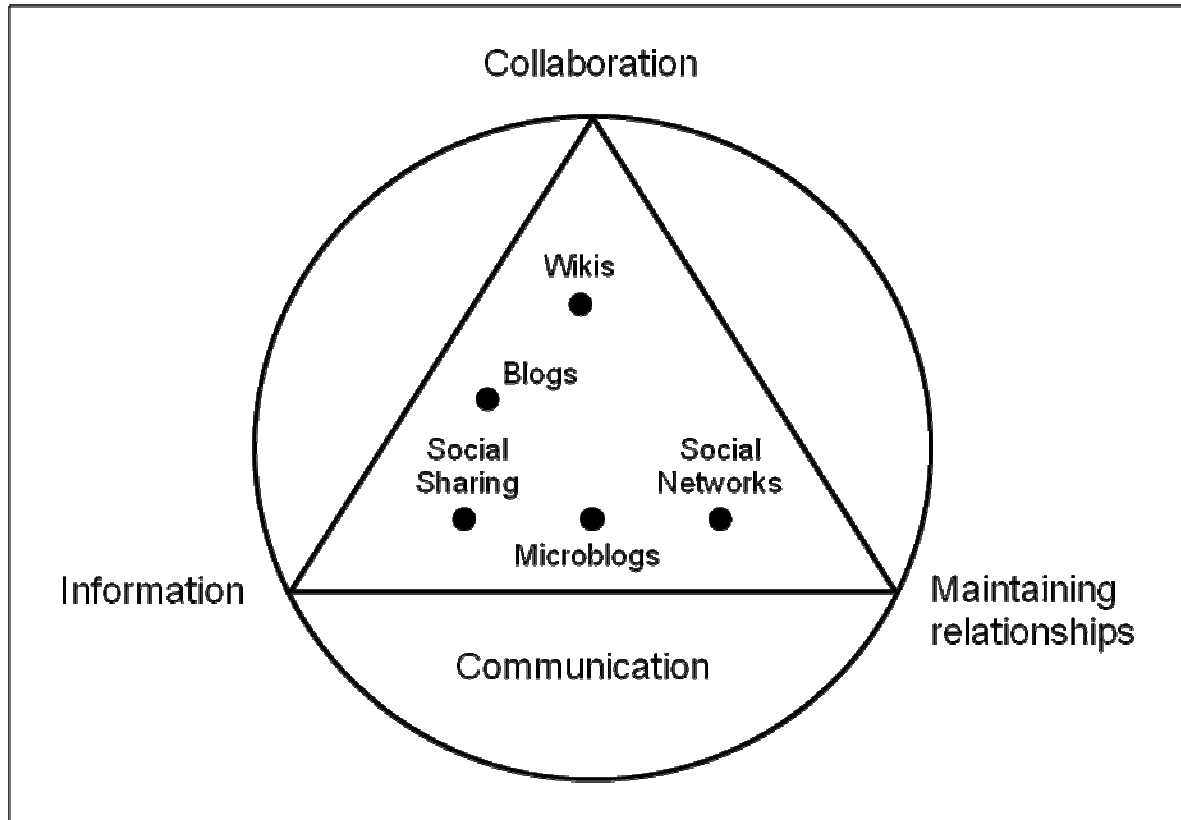 Collaboration
Wikis
Blogs
Social
Sharing
Social
Networks
Microblogs
Information
Maintaining
relationships
Communication